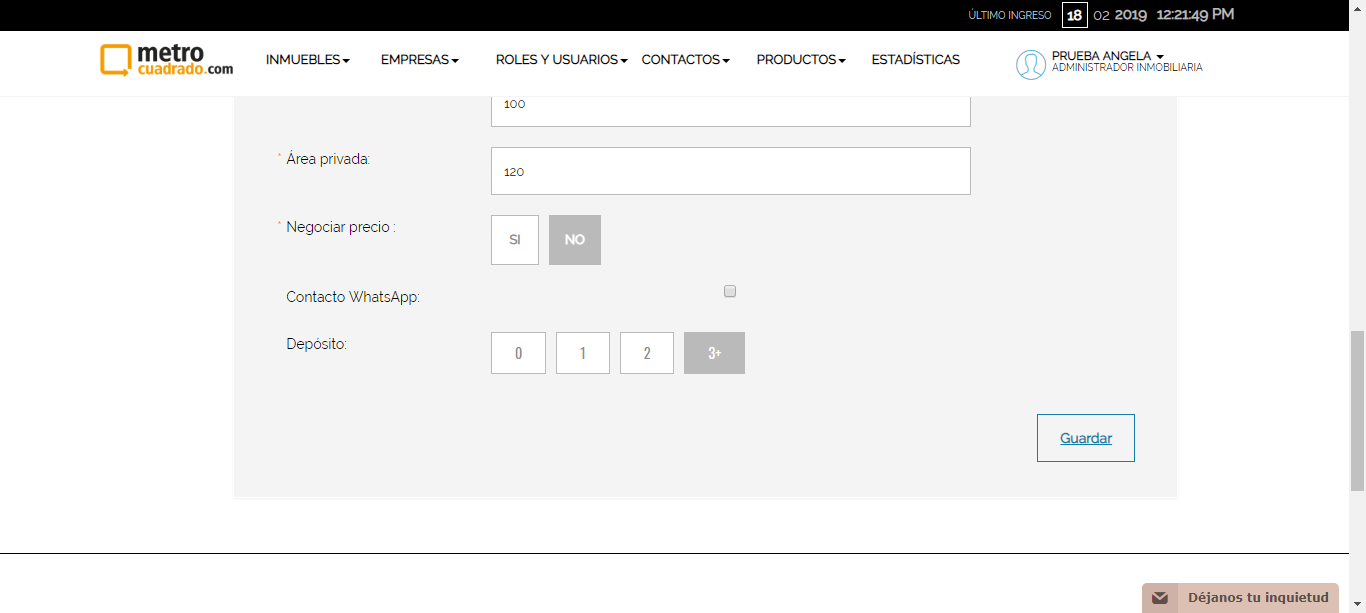 ÚLTIMO INGRESO 18 02 2019 12:21:49 PM
metro
cuadrado.com
INMUEBLES EMPRESAS ROLES Y USUARIOS CONTACTOS PRODUCTOS ESTADÍSTICAS
PRUEBA ANGELA
ADMINISTRADOR INMOBILIARIA
100
* Área privada:
120
* Negociar precio :
SI NO
Contacto WhatsApp:
Depósito:
0 1 2 3+
Guardar
Déjanos tu inquietud